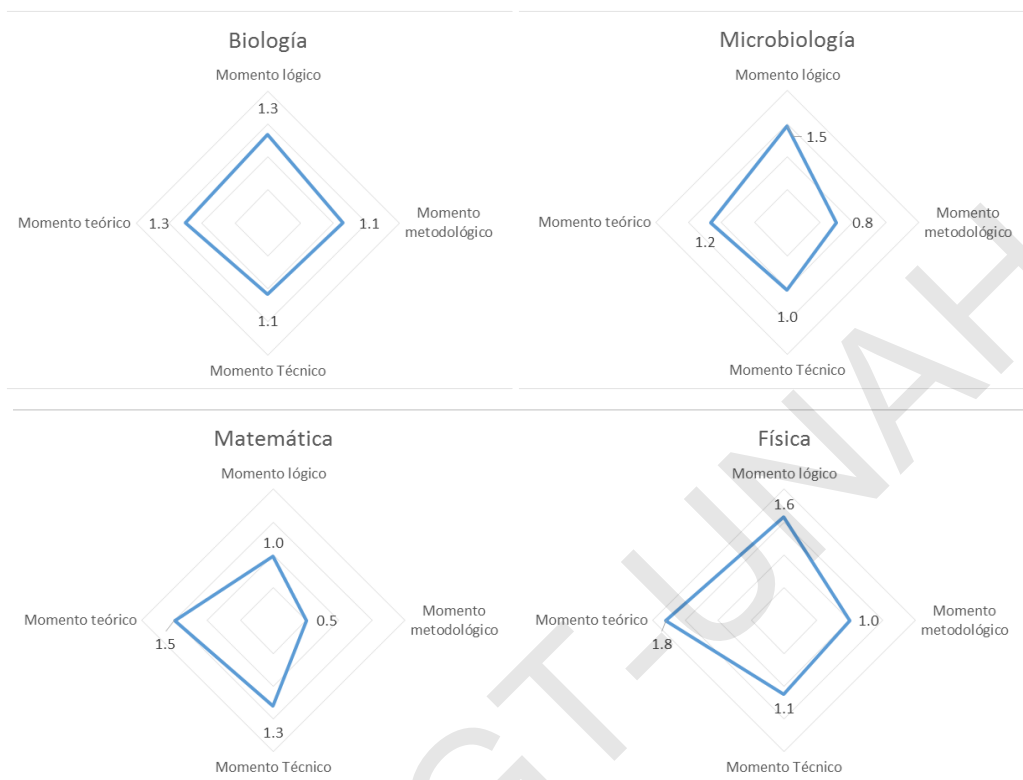 Biología
Momento lógico
1.3
Momento teórico
1.3
1.1
Momento
metodológico
1.1
Momento Técnico
Microbiología
Momento lógico
1.5
Momento teórico
1.2
0.8
Momento
metodológico
1.0
Momento Técnico
Matemática
Momento lógico
1.0
Momento teórico
1.5
0.5
Momento
metodológico
1.3
Momento Técnico
Física
Momento lógico
1.6
Momento teórico
1.8
1.0
Momento
metodológico
1.1
Momento Técnico
GT-UNAH